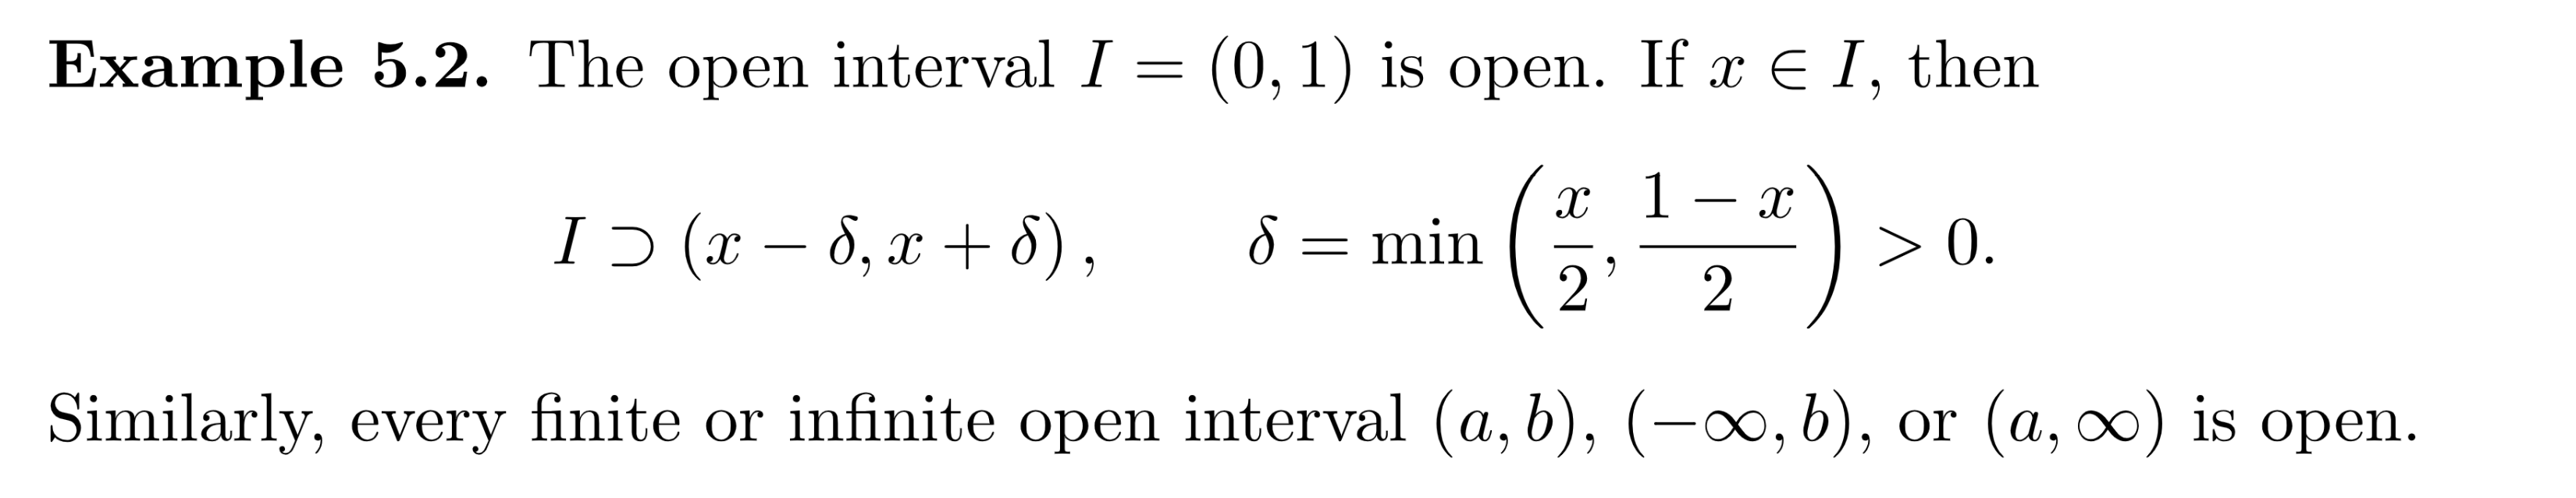 Example 5.2. The open interval I = (0, 1) is open. If x ∈ I, then
I ⊃ (x − δ, x + δ), δ = min (x/2, (1 − x)/2) > 0.
Similarly, every finite or infinite open interval (a, b), (−∞, b), or (a, ∞) is open.